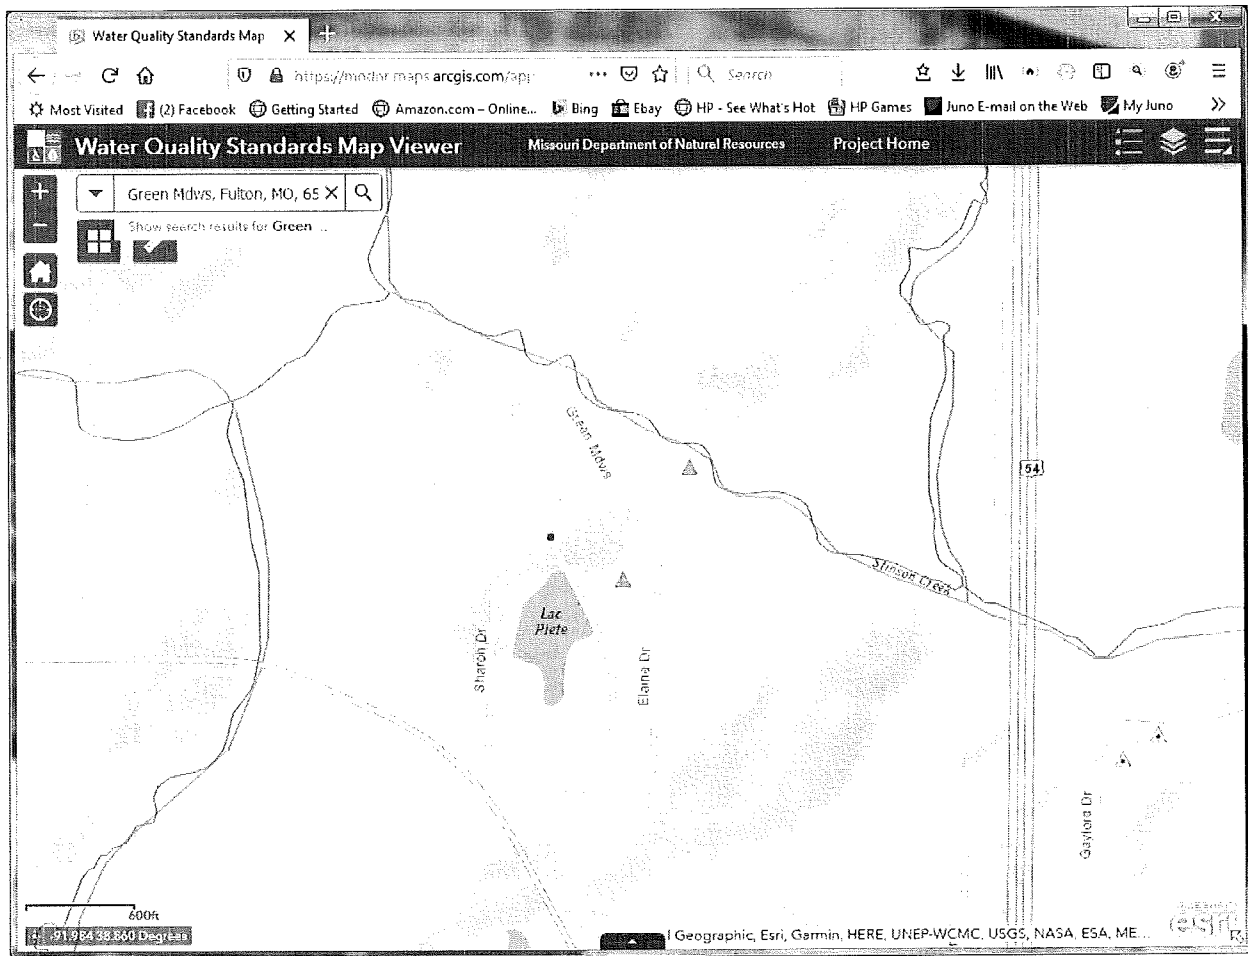 Water Quality Standards Map X +
https://modnr.maps.arcgis.com/app
Search
Most Visited (2) Facebook Getting Started Amazon.com – Online... Bing Ebay HP - See What's Hot HP Games Juno E-mail on the Web My Juno >>
Water Quality Standards Map Viewer Missouri Department of Natural Resources Project Home
+
−
Green Mdws, Fulton, MO, 65 X
Show search results for Green ...
Green Mdws
54
Stinson Creek
Lac
Piete
Sharon Dr
Elaina Dr
Gaylord Dr
600ft
-91.984 38.860 Degrees
l Geographic, Esri, Garmin, HERE, UNEP-WCMC, USGS, NASA, ESA, ME...
esri